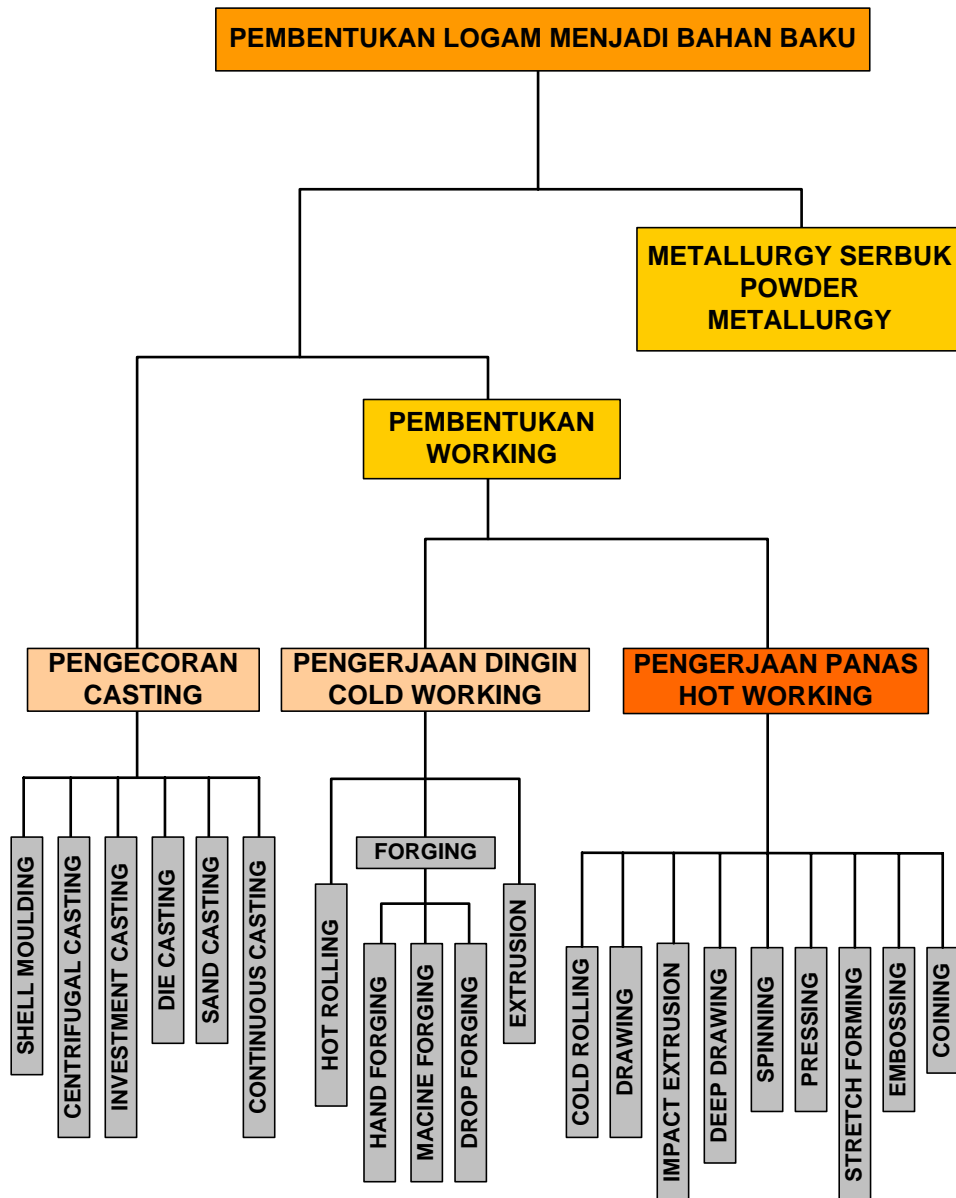 PEMBENTUKAN LOGAM MENJADI BAHAN BAKU
METALLURGY SERBUK
POWDER
METALLURGY
PEMBENTUKAN
WORKING
PENGECORAN
CASTING
PENGERJAAN DINGIN
COLD WORKING
PENGERJAAN PANAS
HOT WORKING
SHELL MOULDING
CENTRIFUGAL CASTING
INVESTMENT CASTING
DIE CASTING
SAND CASTING
CONTINUOUS CASTING
HOT ROLLING
FORGING
HAND FORGING
MACINE FORGING
DROP FORGING
EXTRUSION
COLD ROLLING
DRAWING
IMPACT EXTRUSION
DEEP DRAWING
SPINNING
PRESSING
STRETCH FORMING
EMBOSSING
COINING